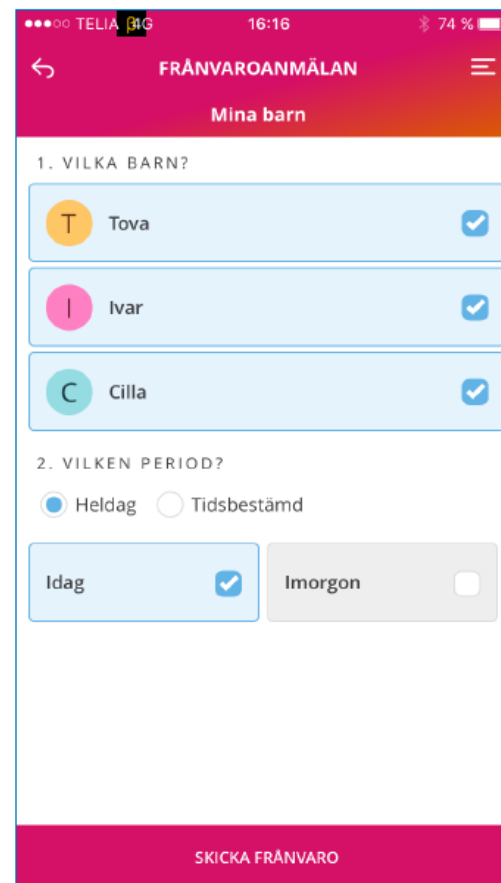 TELIA β4G 16:16 74 %
FRÅNVAROANMÄLAN
Mina barn
1. VILKA BARN?
T Tova
I Ivar
C Cilla
2. VILKEN PERIOD?
Heldag Tidsbestämd
Idag Imorgon
SKICKA FRÅNVARO